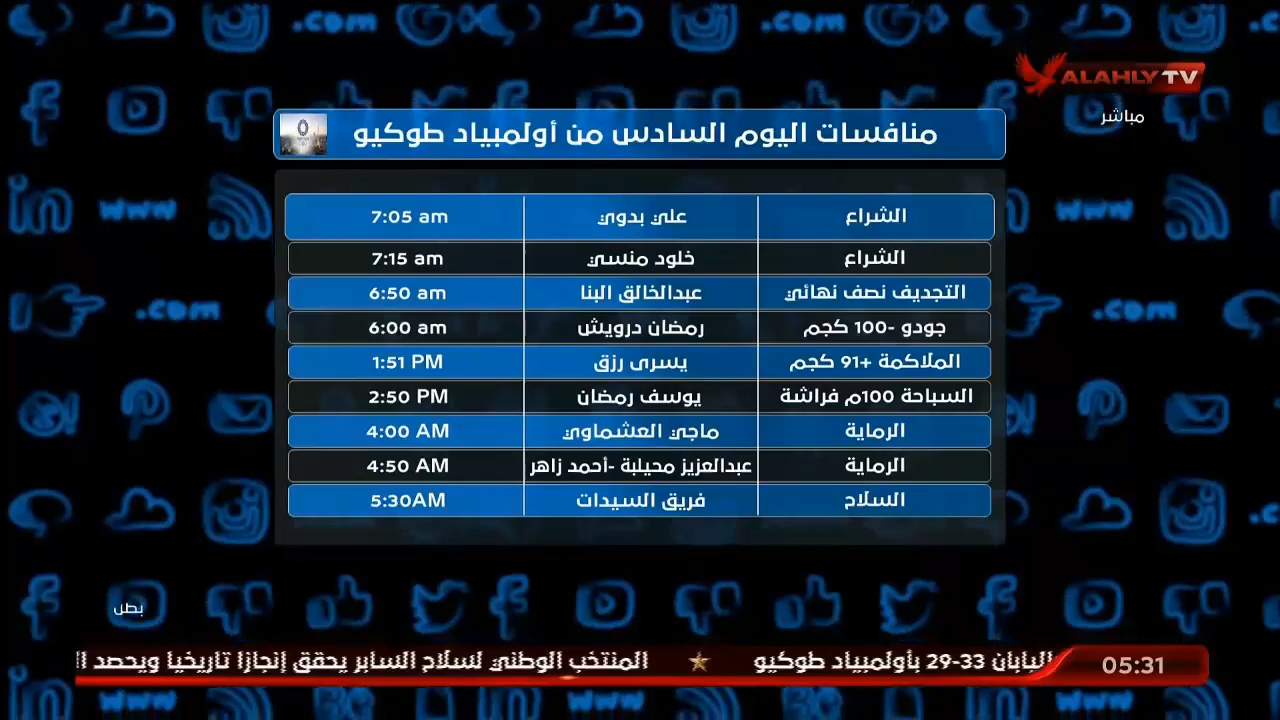 ALAHLY TV
مباشر
منافسات اليوم السادس من أولمبياد طوكيو
الشراع علي بدوي 7:05 am
الشراع خلود منسي 7:15 am
التجديف نصف نهائي عبدالخالق البنا 6:50 am
جودو -100 كجم رمضان درويش 6:00 am
الملاكمة +91 كجم يسرى رزق 1:51 PM
السباحة 100م فراشة يوسف رمضان 2:50 PM
الرماية ماجي العشماوي 4:00 AM
الرماية عبدالعزيز محيلبة -أحمد زاهر 4:50 AM
السلاح فريق السيدات 5:30AM
بطل
05:31 اليابان 33-29 بأولمبياد طوكيو المنتخب الوطني لسلاح السابر يحقق إنجازا تاريخيا ويحصد